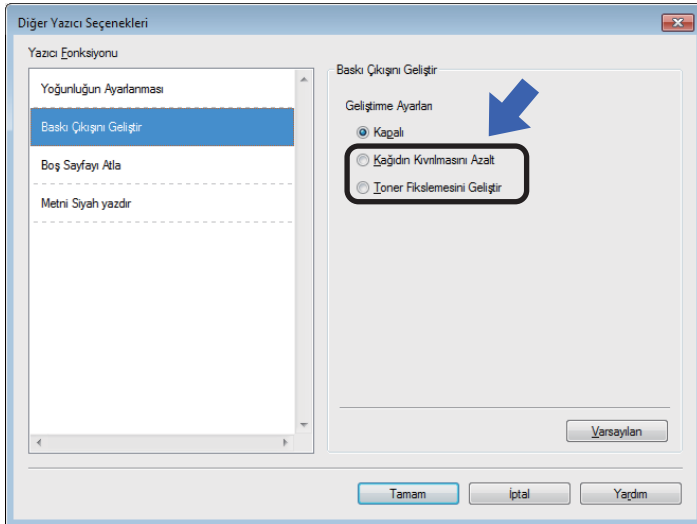 Diğer Yazıcı Seçenekleri
Yazıcı Fonksiyonu
Yoğunluğun Ayarlanması
Baskı Çıkışını Geliştir
Boş Sayfayı Atla
Metni Siyah yazdır
Baskı Çıkışını Geliştir
Geliştirme Ayarları
Kapalı
Kağıdın Kıvrılmasını Azalt
Toner Fikslemesini Geliştir
Varsayılan
Tamam
İptal
Yardım